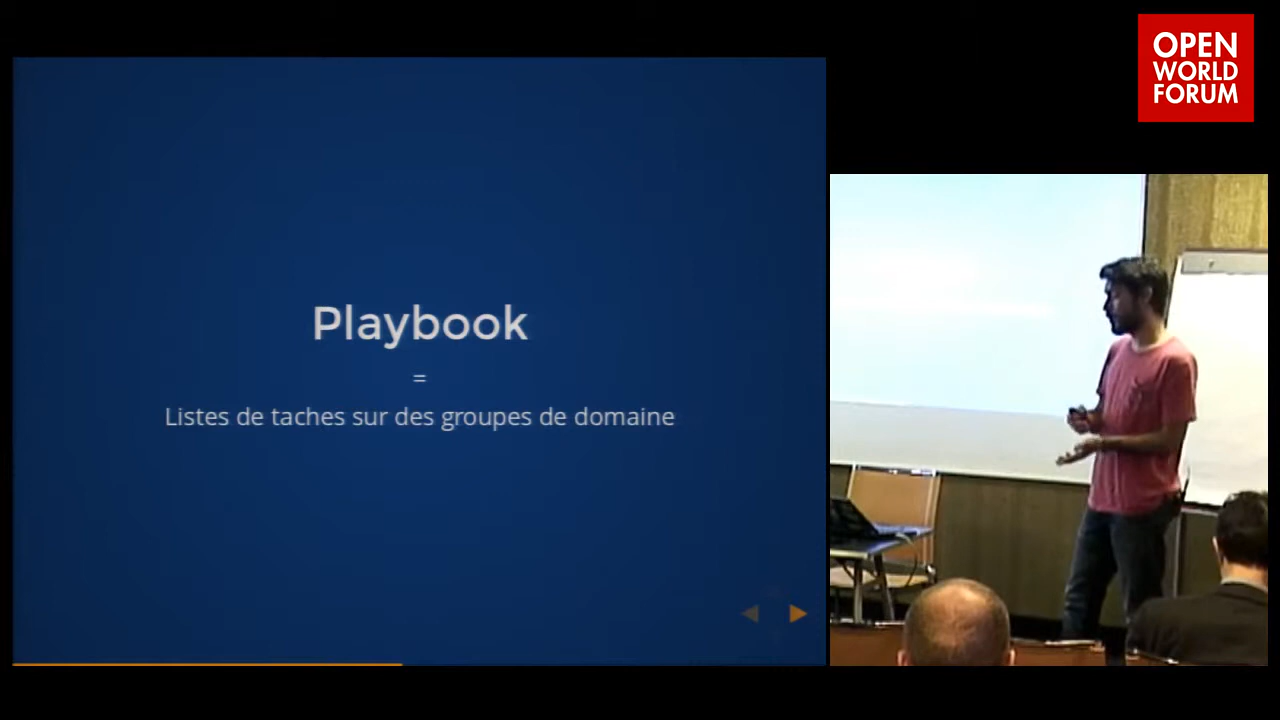 Playbook
=
Listes de taches sur des groupes de domaine
OPEN
WORLD
FORUM